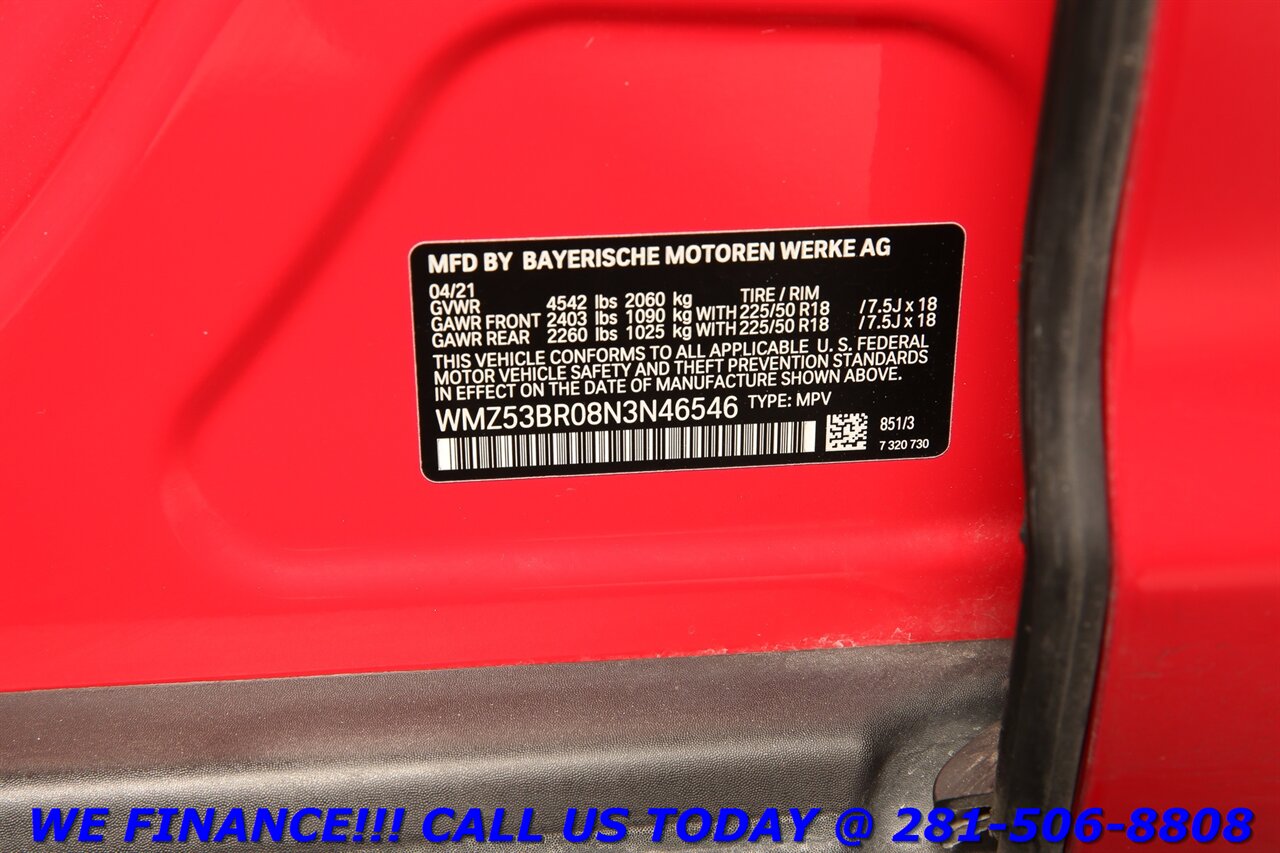 MFD BY BAYERISCHE MOTOREN WERKE AG
04/21 TIRE / RIM
GVWR 4542 lbs 2060 kg
GAWR FRONT 2403 lbs 1090 kg WITH 225/50 R18 / 7.5J x 18
GAWR REAR 2260 lbs 1025 kg WITH 225/50 R18 / 7.5J x 18
THIS VEHICLE CONFORMS TO ALL APPLICABLE U. S. FEDERAL
MOTOR VEHICLE SAFETY AND THEFT PREVENTION STANDARDS
IN EFFECT ON THE DATE OF MANUFACTURE SHOWN ABOVE.
WMZ53BR08N3N46546 TYPE: MPV
851/3
7 320 730
WE FINANCE!!! CALL US TODAY @ 281-506-8808